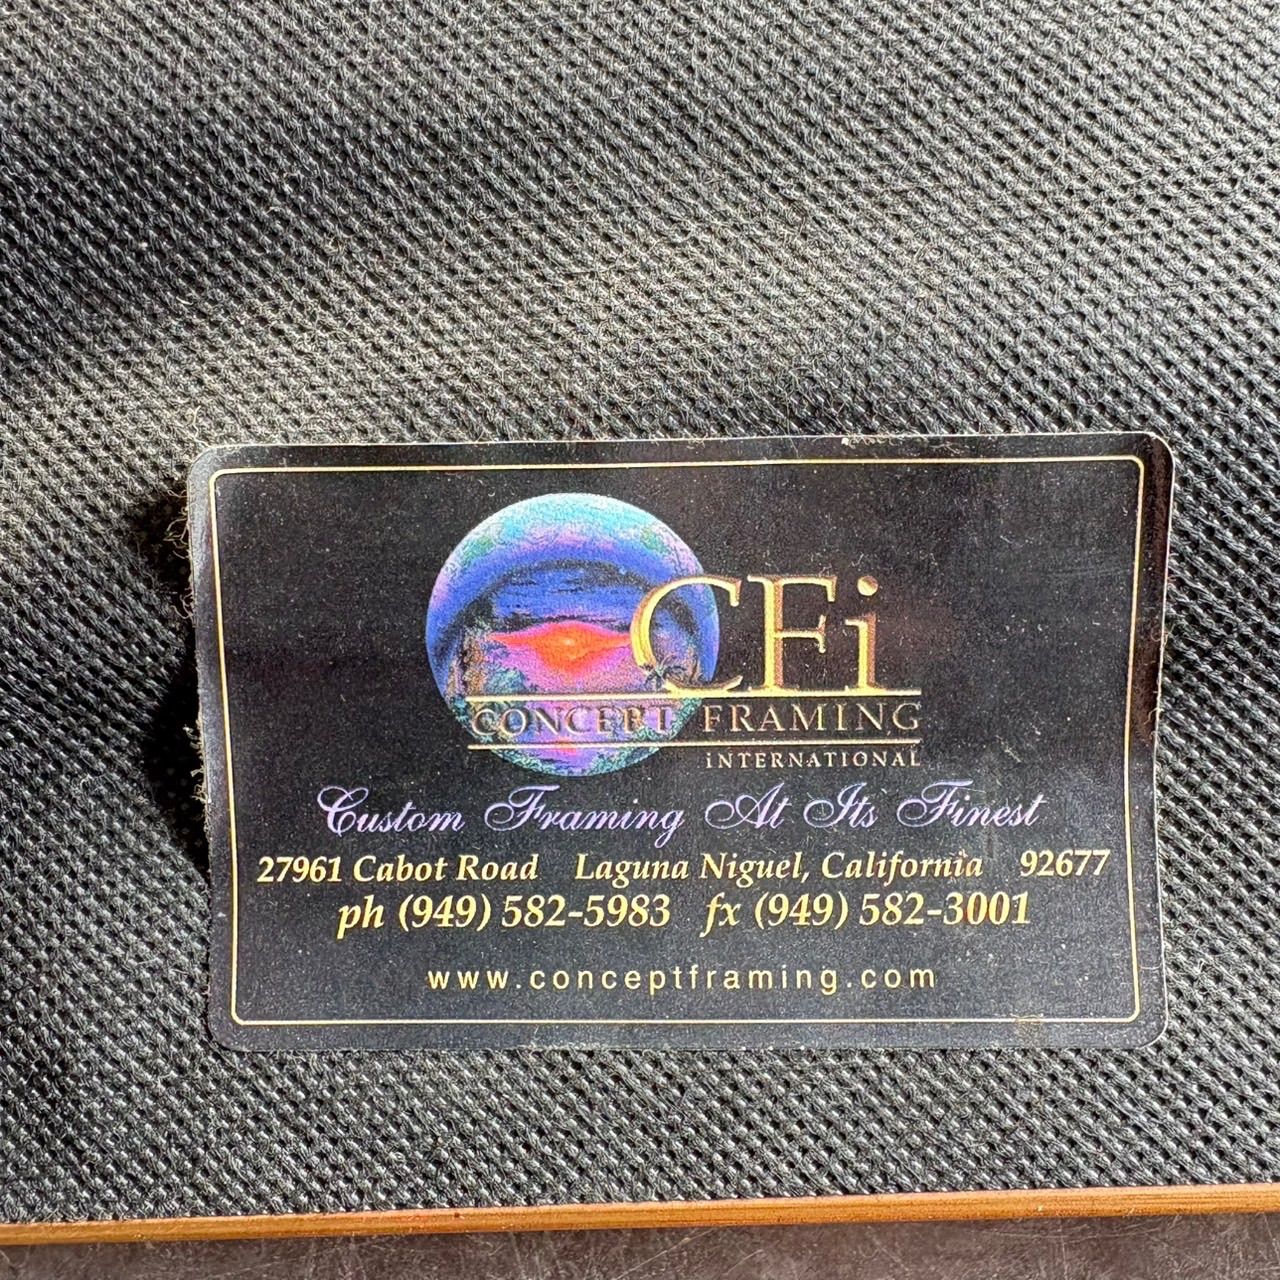 CFi
CONCEPT FRAMING
INTERNATIONAL
Custom Framing At Its Finest
27961 Cabot Road Laguna Niguel, California 92677
ph (949) 582-5983 fx (949) 582-3001
www.conceptframing.com